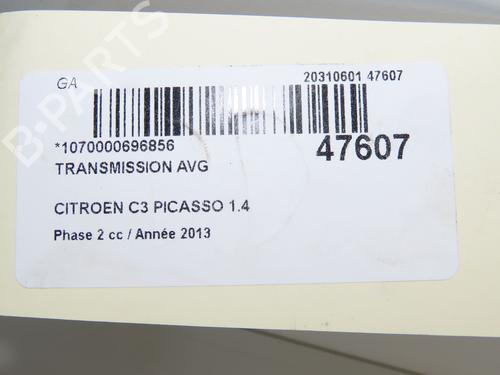 GA
20310601 47607
*1070000696856
47607
TRANSMISSION AVG
CITROEN C3 PICASSO 1.4
Phase 2 cc / Année 2013
B-PARTS